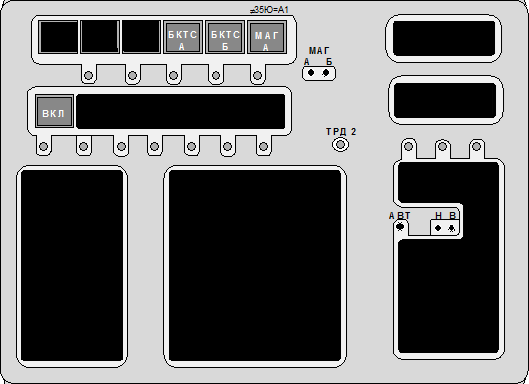 ≥35Ю=А1
БКТС А
БКТС Б
МАГ А
МАГ
А Б
ВКЛ
ТРД 2
АВТ Н В